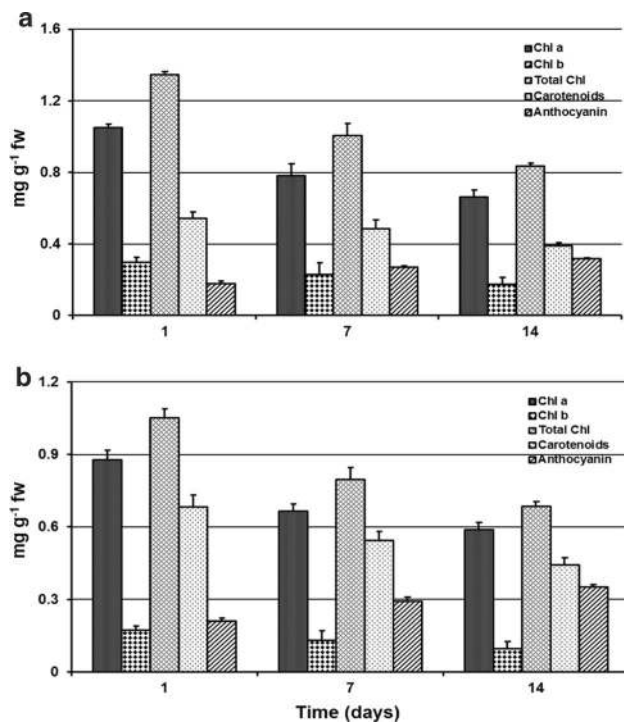 a
1.6
1.2
0.8
0.4
0
mg g-1 fw
Chl a
Chl b
Total Chl
Carotenoids
Anthocyanin
1 7 14
b
1.2
0.9
0.6
0.3
0
mg g-1 fw
Chl a
Chl b
Total Chl
Carotenoids
Anthocyanin
1 7 14
Time (days)